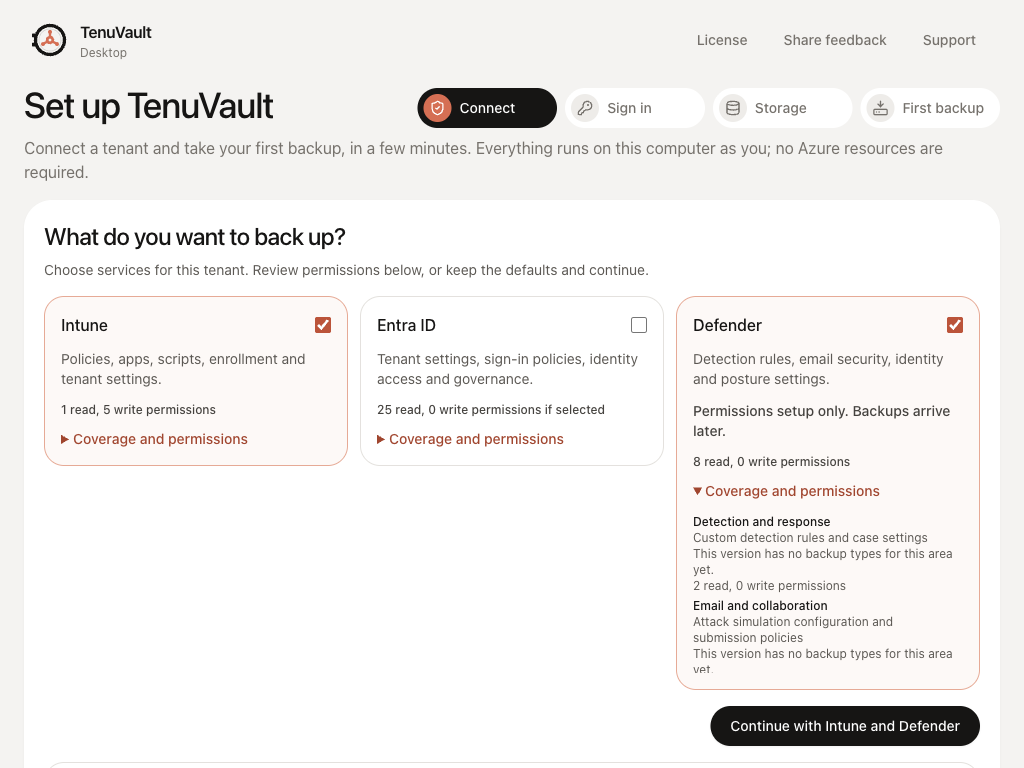 TenuVault
Desktop
License
Share feedback
Support
Set up TenuVault
Connect
Sign in
Storage
First backup
Connect a tenant and take your first backup, in a few minutes. Everything runs on this computer as you; no Azure resources are
required.
What do you want to back up?
Choose services for this tenant. Review permissions below, or keep the defaults and continue.
Intune
Policies, apps, scripts, enrollment and
tenant settings.
1 read, 5 write permissions
Coverage and permissions
Entra ID
Tenant settings, sign-in policies, identity
access and governance.
25 read, 0 write permissions if selected
Coverage and permissions
Defender
Detection rules, email security, identity
and posture settings.
Permissions setup only. Backups arrive
later.
8 read, 0 write permissions
Coverage and permissions
Detection and response
Custom detection rules and case settings
This version has no backup types for this area
yet.
2 read, 0 write permissions
Email and collaboration
Attack simulation configuration and
submission policies
This version has no backup types for this area
yet.
Continue with Intune and Defender